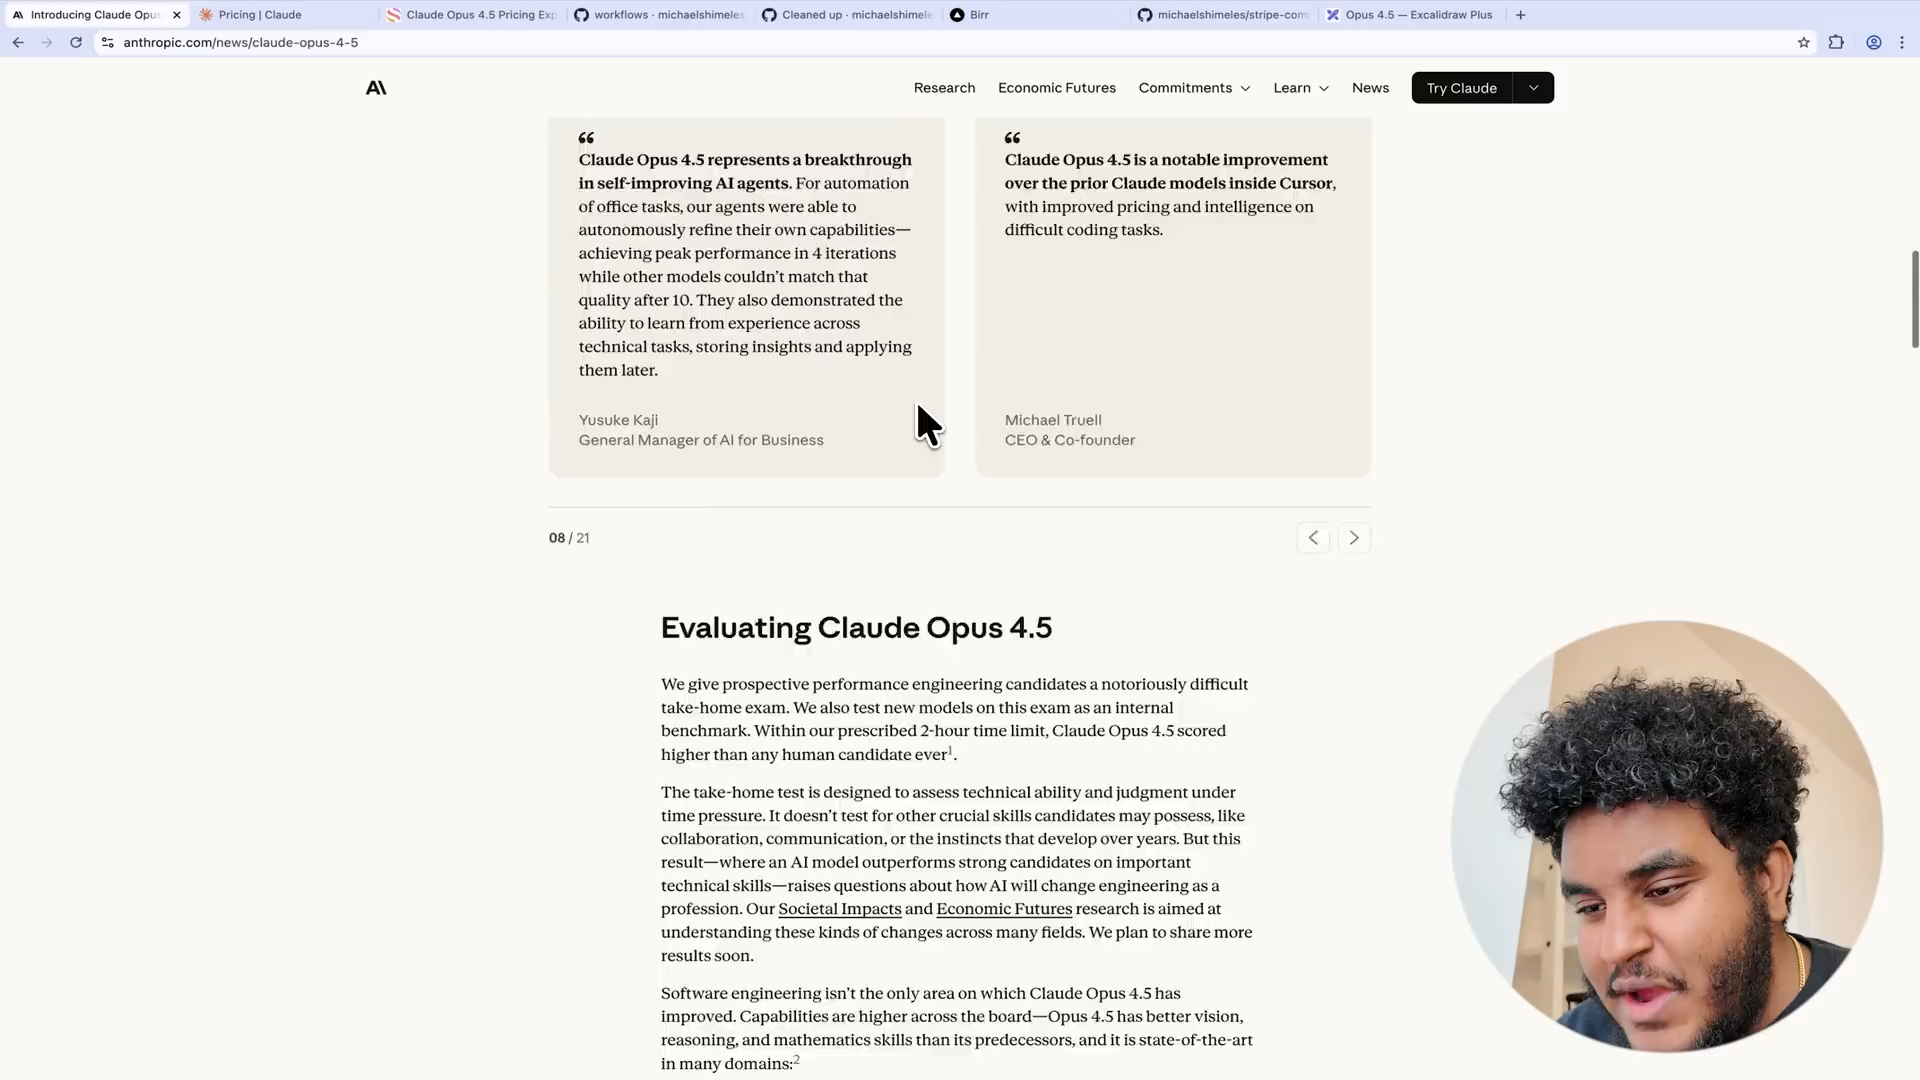 Introducing Claude Opus
Pricing | Claude
Claude Opus 4.5 Pricing Exp
workflows · michaelshimeles
Cleaned up · michaelshimele
Birr
michaelshimeles/stripe-comp
Opus 4.5 — Excalidraw Plus
anthropic.com/news/claude-opus-4-5
Research
Economic Futures
Commitments
Learn
News
Try Claude
“
Claude Opus 4.5 represents a breakthrough
in self-improving AI agents. For automation
of office tasks, our agents were able to
autonomously refine their own capabilities—
achieving peak performance in 4 iterations
while other models couldn’t match that
quality after 10. They also demonstrated the
ability to learn from experience across
technical tasks, storing insights and applying
them later.
Yusuke Kaji
General Manager of AI for Business
“
Claude Opus 4.5 is a notable improvement
over the prior Claude models inside Cursor,
with improved pricing and intelligence on
difficult coding tasks.
Michael Truell
CEO & Co-founder
08 / 21
Evaluating Claude Opus 4.5
We give prospective performance engineering candidates a notoriously difficult
take-home exam. We also test new models on this exam as an internal
benchmark. Within our prescribed 2-hour time limit, Claude Opus 4.5 scored
higher than any human candidate ever1.
The take-home test is designed to assess technical ability and judgment under
time pressure. It doesn’t test for other crucial skills candidates may possess, like
collaboration, communication, or the instincts that develop over years. But this
result—where an AI model outperforms strong candidates on important
technical skills—raises questions about how AI will change engineering as a
profession. Our Societal Impacts and Economic Futures research is aimed at
understanding these kinds of changes across many fields. We plan to share more
results soon.
Software engineering isn’t the only area on which Claude Opus 4.5 has
improved. Capabilities are higher across the board—Opus 4.5 has better vision,
reasoning, and mathematics skills than its predecessors, and it is state-of-the-art
in many domains:2